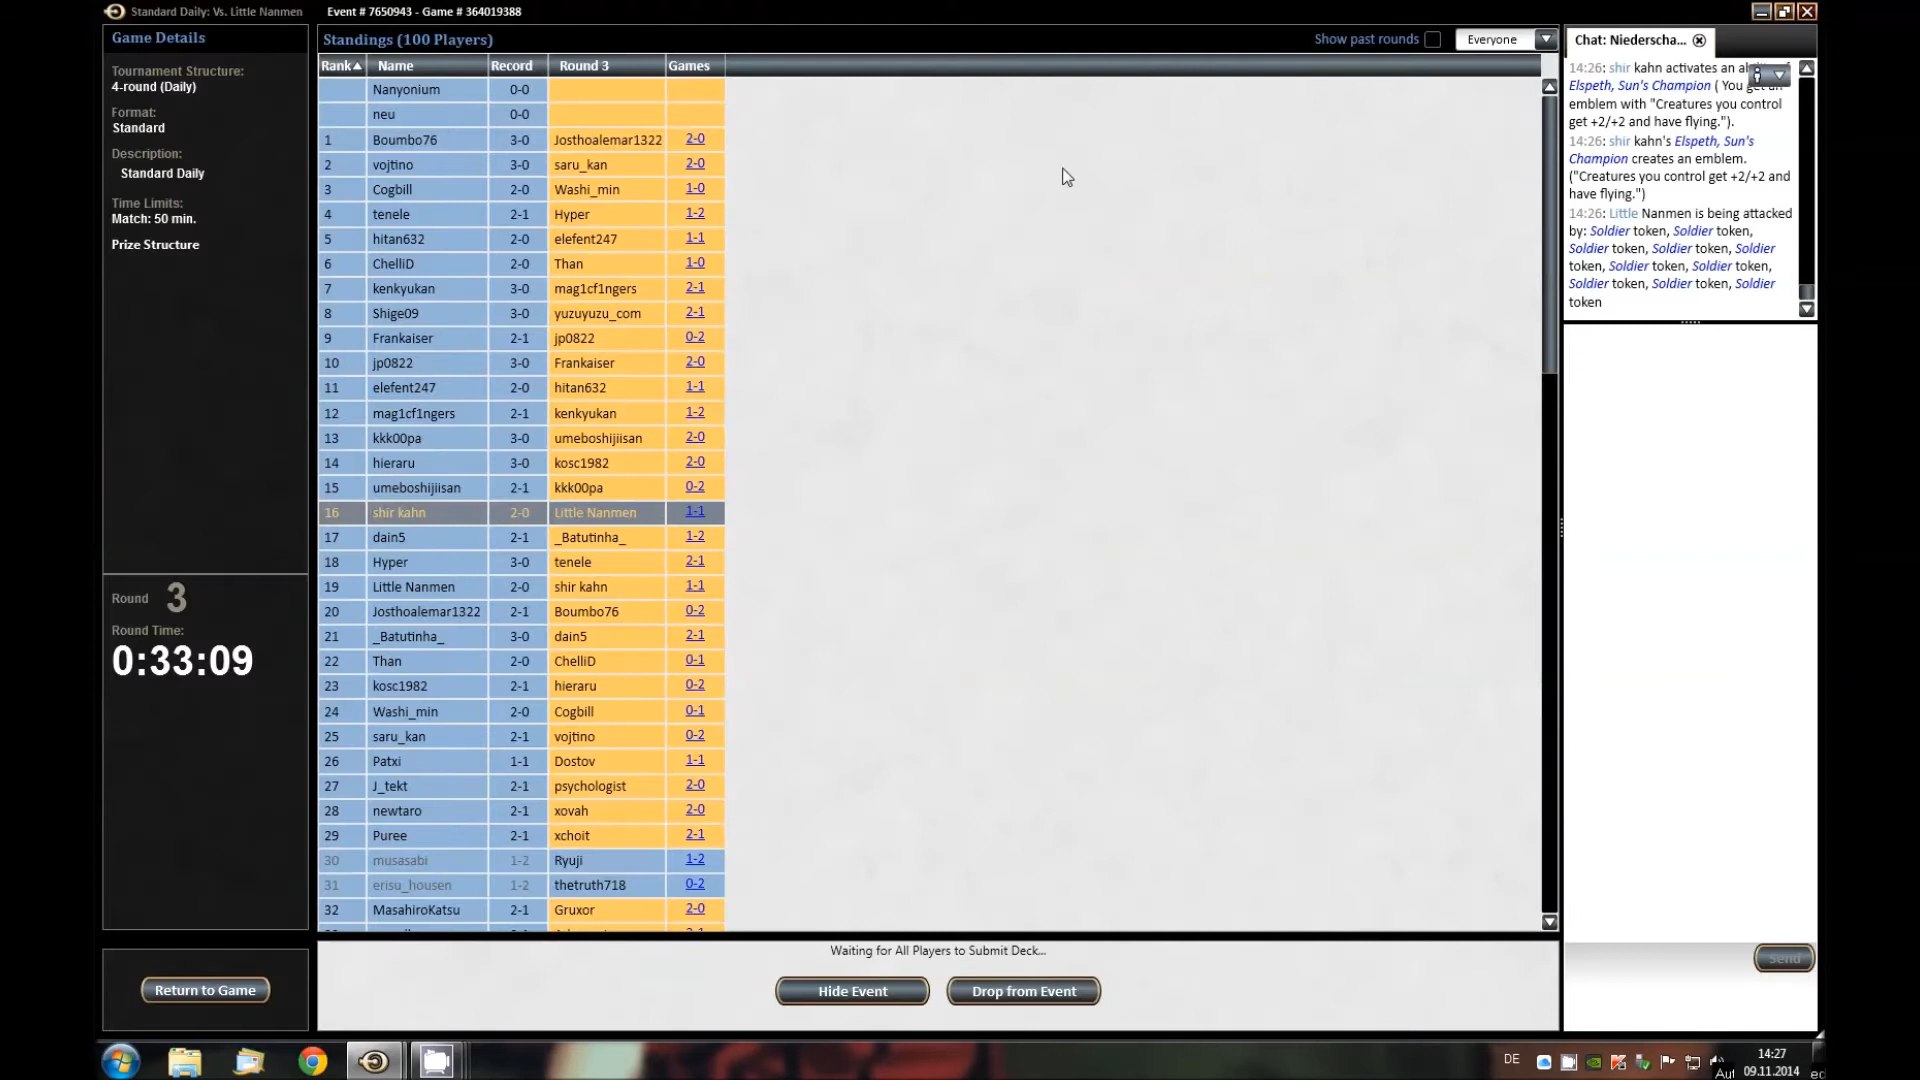 Standard Daily: Vs. Little Nanmen Event # 7650943 - Game # 364019388
Game Details
Tournament Structure:
4-round (Daily)
Format:
Standard
Description:
Standard Daily
Time Limits:
Match: 50 min.
Prize Structure
Round 3
Round Time:
0:33:09
Return to Game
Standings (100 Players) Show past rounds Everyone
Rank Name Record Round 3 Games
Nanyonium 0-0
neu 0-0
1 Boumbo76 3-0 Josthoalemar1322 2-0
2 vojtino 3-0 saru_kan 2-0
3 Cogbill 2-0 Washi_min 1-0
4 tenele 2-1 Hyper 1-2
5 hitan632 2-0 elefent247 1-1
6 ChelliD 2-0 Than 1-0
7 kenkyukan 3-0 mag1cf1ngers 2-1
8 Shige09 3-0 yuzuyuzu_com 2-1
9 Frankaiser 2-1 jp0822 0-2
10 jp0822 3-0 Frankaiser 2-0
11 elefent247 2-0 hitan632 1-1
12 mag1cf1ngers 2-1 kenkyukan 1-2
13 kkk00pa 3-0 umeboshijiisan 2-0
14 hieraru 3-0 kosc1982 2-0
15 umeboshijiisan 2-1 kkk00pa 0-2
16 shir kahn 2-0 Little Nanmen 1-1
17 dain5 2-1 _Batutinha_ 1-2
18 Hyper 3-0 tenele 2-1
19 Little Nanmen 2-0 shir kahn 1-1
20 Josthoalemar1322 2-1 Boumbo76 0-2
21 _Batutinha_ 3-0 dain5 2-1
22 Than 2-0 ChelliD 0-1
23 kosc1982 2-1 hieraru 0-2
24 Washi_min 2-0 Cogbill 0-1
25 saru_kan 2-1 vojtino 0-2
26 Patxi 1-1 Dostov 1-1
27 J_tekt 2-1 psychologist 2-0
28 newtaro 2-1 xovah 2-0
29 Puree 2-1 xchoit 2-1
30 musasabi 1-2 Ryuji 1-2
31 erisu_housen 1-2 thetruth718 0-2
32 MasahiroKatsu 2-1 Gruxor 2-0
Waiting for All Players to Submit Deck...
Hide Event Drop from Event
Chat: Niederscha...
14:26: shir kahn activates an
Elspeth, Sun's Champion ( You get an
emblem with "Creatures you control
get +2/+2 and have flying.").
14:26: shir kahn's Elspeth, Sun's
Champion creates an emblem.
("Creatures you control get +2/+2 and
have flying.")
14:26: Little Nanmen is being attacked
by: Soldier token, Soldier token,
Soldier token, Soldier token, Soldier
token, Soldier token, Soldier token,
Soldier token, Soldier token, Soldier
token
Send
DE
14:27
09.11.2014